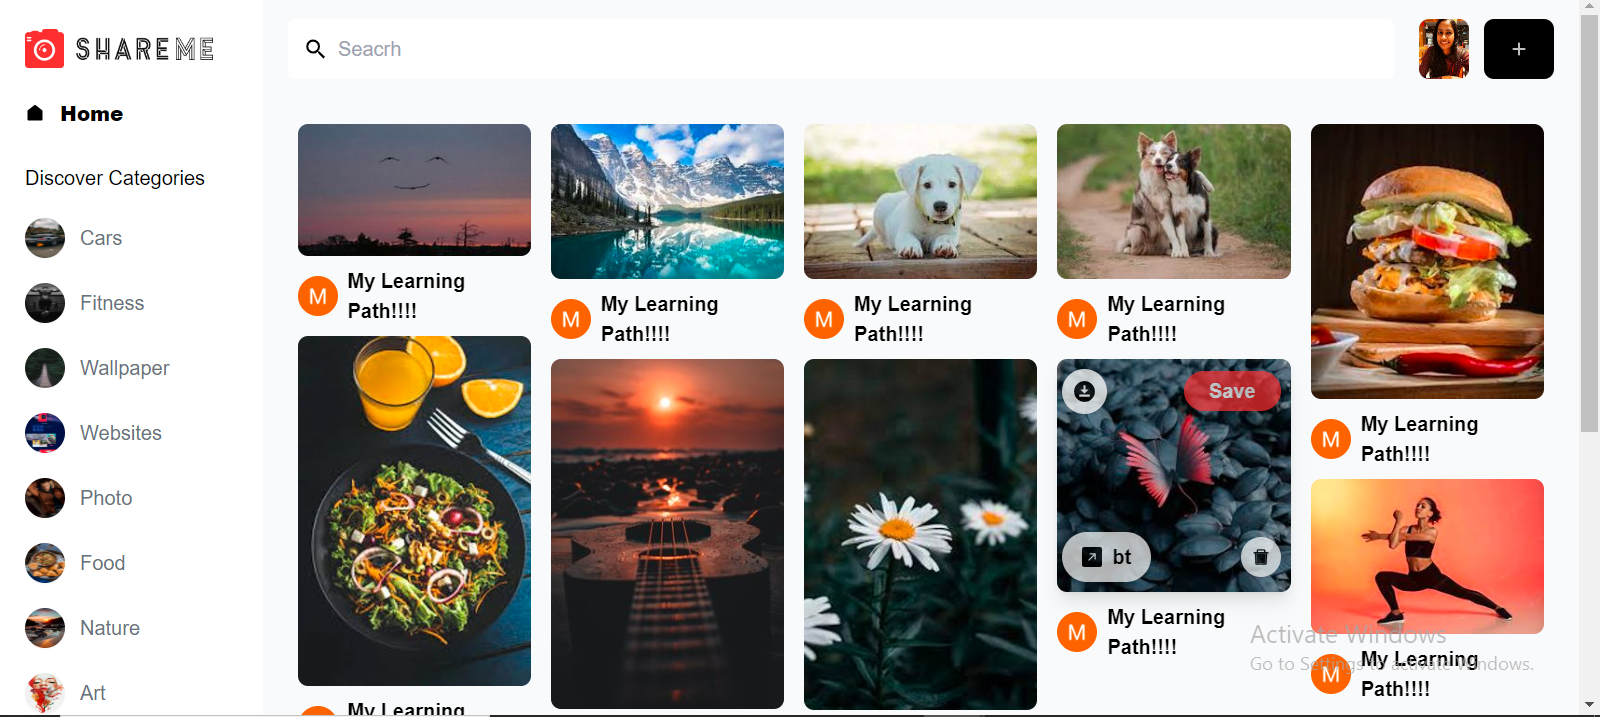 SHAREME
Seacrh
+
Home
Discover Categories
Cars
Fitness
Wallpaper
Websites
Photo
Food
Nature
Art
M
My Learning
Path!!!!
M
My Learning
Path!!!!
M
My Learning
Path!!!!
M
My Learning
Path!!!!
M
My Learning
Path!!!!
Save
bt
M
My Learning
Path!!!!
M
My Learning
Path!!!!
My Learning
Activate Windows
Go to Settings to activate Windows.